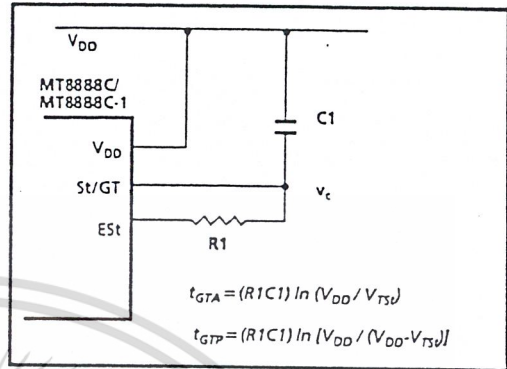 VDD
MT8888C/
MT8888C-1
C1
VDD
St/GT
vc
ESt
R1
tGTA = (R1C1) ln (VDD / VTSt)
tGTP = (R1C1) ln [VDD / (VDD-VTSt)]